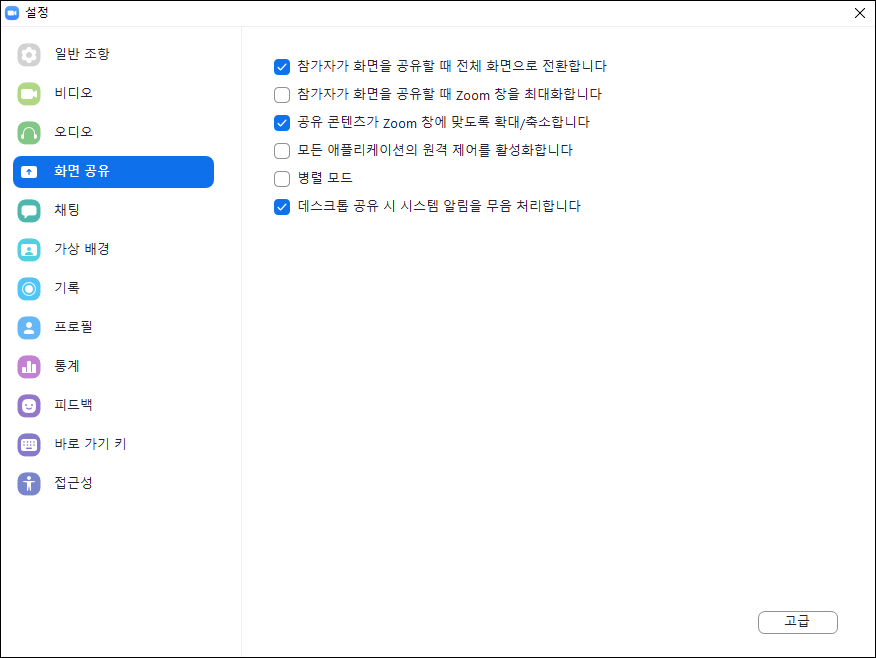 설정
일반 조항
비디오
오디오
화면 공유
채팅
가상 배경
기록
프로필
통계
피드백
바로 가기 키
접근성
참가자가 화면을 공유할 때 전체 화면으로 전환합니다
참가자가 화면을 공유할 때 Zoom 창을 최대화합니다
공유 콘텐츠가 Zoom 창에 맞도록 확대/축소합니다
모든 애플리케이션의 원격 제어를 활성화합니다
병렬 모드
데스크톱 공유 시 시스템 알림을 무음 처리합니다
고급